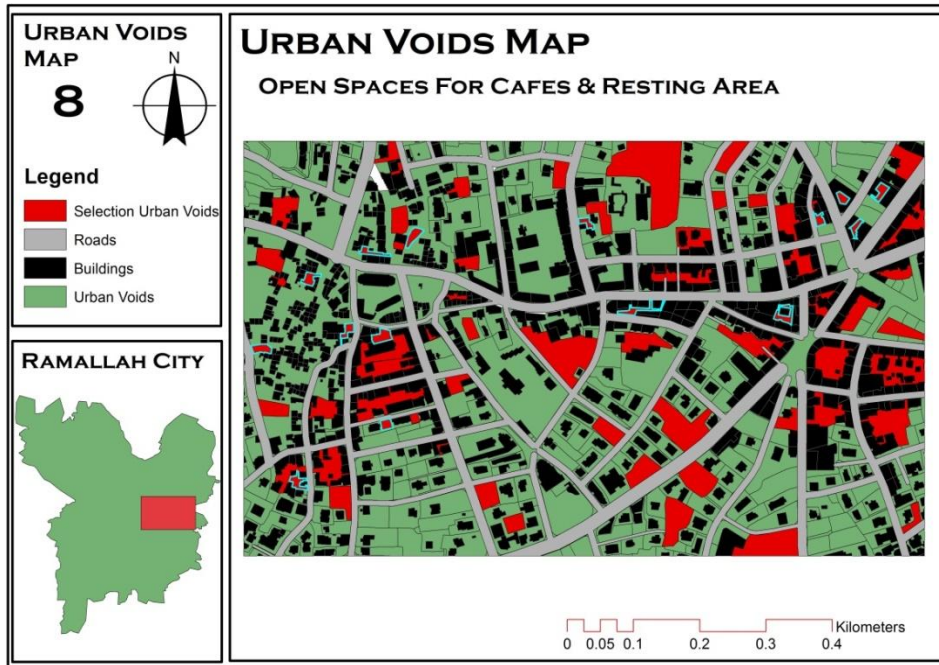 URBAN VOIDS
MAP
8
N
Legend
Selection Urban Voids
Roads
Buildings
Urban Voids
RAMALLAH CITY
URBAN VOIDS MAP
OPEN SPACES FOR CAFES & RESTING AREA
Kilometers
0 0.05 0.1 0.2 0.3 0.4